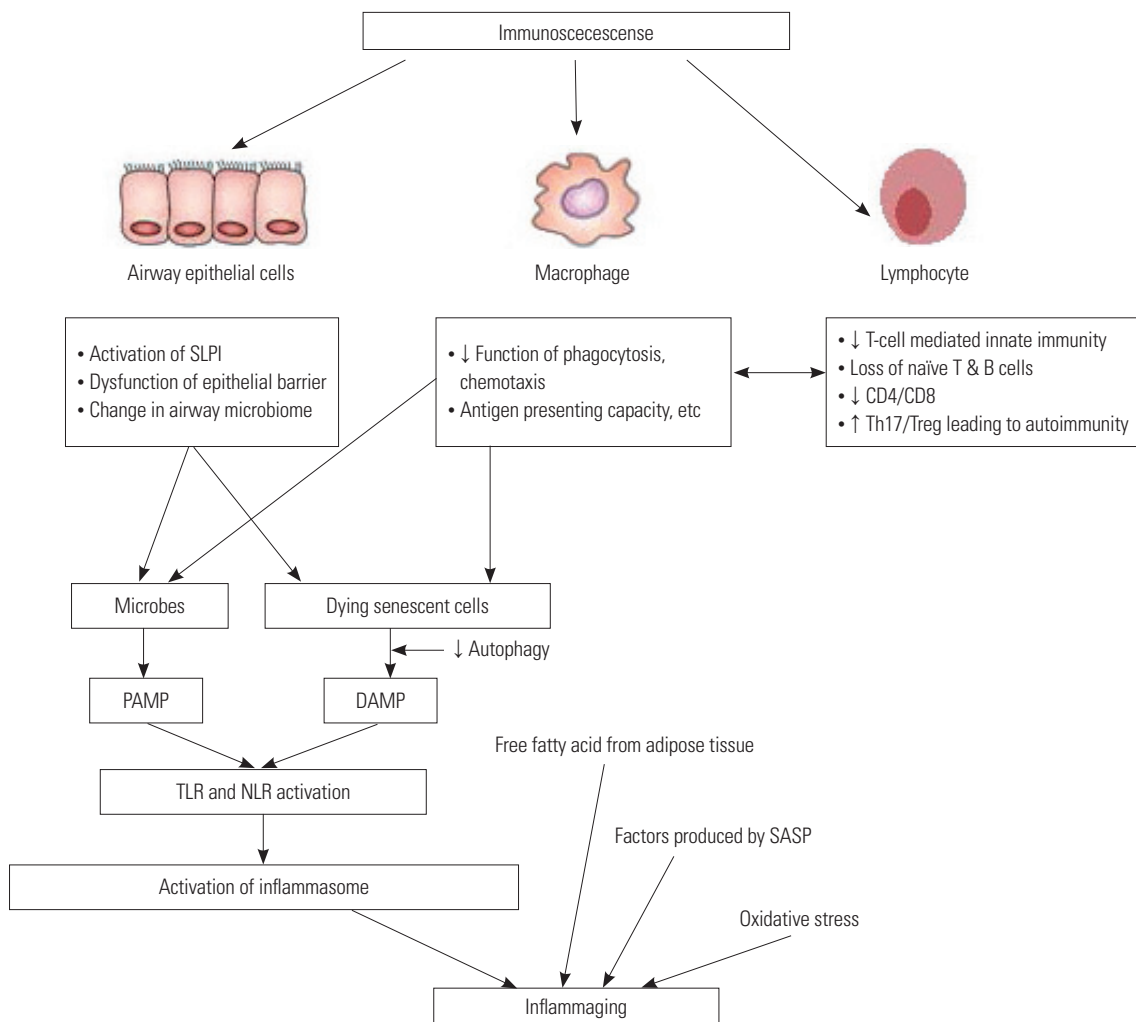 Immunoscecescense
Airway epithelial cells
Macrophage
Lymphocyte
• Activation of SLPI
• Dysfunction of epithelial barrier
• Change in airway microbiome
• ↓ Function of phagocytosis,
chemotaxis
• Antigen presenting capacity, etc
• ↓ T-cell mediated innate immunity
• Loss of naïve T & B cells
• ↓ CD4/CD8
• ↑ Th17/Treg leading to autoimmunity
Microbes
Dying senescent cells
↓ Autophagy
PAMP
DAMP
Free fatty acid from adipose tissue
TLR and NLR activation
Factors produced by SASP
Activation of inflammasome
Oxidative stress
Inflammaging